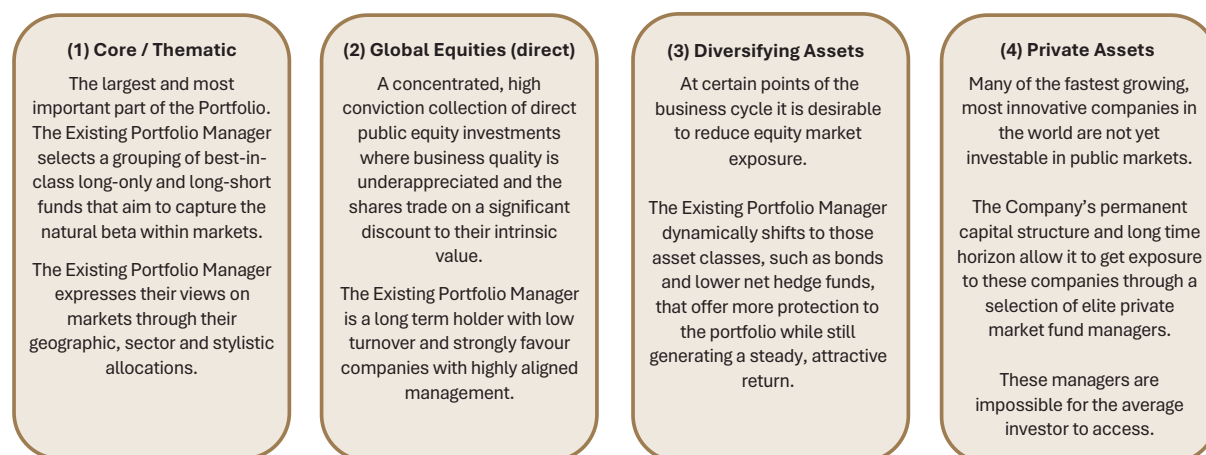 (1) Core / Thematic
The largest and most
important part of the Portfolio.
The Existing Portfolio Manager
selects a grouping of best-in-
class long-only and long-short
funds that aim to capture the
natural beta within markets.
The Existing Portfolio Manager
expresses their views on
markets through their
geographic, sector and stylistic
allocations.
(2) Global Equities (direct)
A concentrated, high
conviction collection of direct
public equity investments
where business quality is
underappreciated and the
shares trade on a significant
discount to their intrinsic
value.
The Existing Portfolio Manager
is a long term holder with low
turnover and strongly favour
companies with highly aligned
management.
(3) Diversifying Assets
At certain points of the
business cycle it is desirable
to reduce equity market
exposure.
The Existing Portfolio Manager
dynamically shifts to those
asset classes, such as bonds
and lower net hedge funds,
that offer more protection to
the portfolio while still
generating a steady, attractive
return.
(4) Private Assets
Many of the fastest growing,
most innovative companies in
the world are not yet
investable in public markets.
The Company's permanent
capital structure and long time
horizon allow it to get exposure
to these companies through a
selection of elite private
market fund managers.
These managers are
impossible for the average
investor to access.